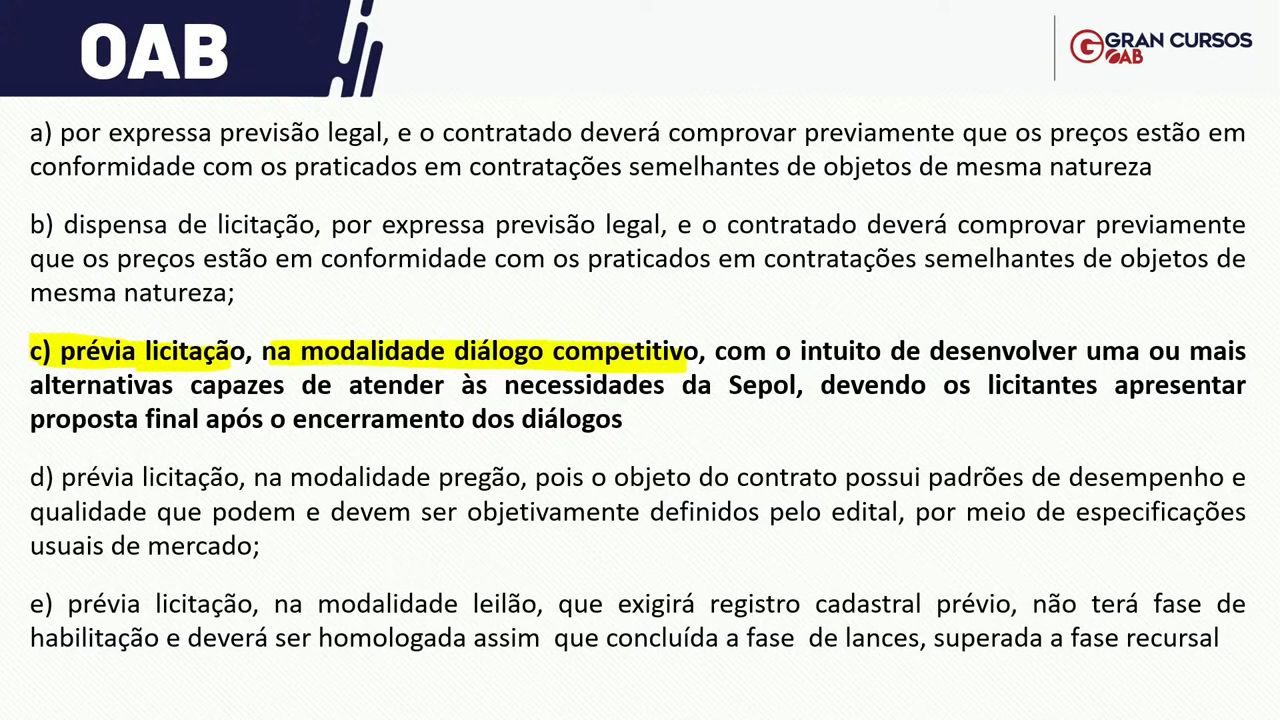 OAB
GRAN CURSOS
OAB
a) por expressa previsão legal, e o contratado deverá comprovar previamente que os preços estão em
conformidade com os praticados em contratações semelhantes de objetos de mesma natureza
b) dispensa de licitação, por expressa previsão legal, e o contratado deverá comprovar previamente
que os preços estão em conformidade com os praticados em contratações semelhantes de objetos de
mesma natureza;
c) prévia licitação, na modalidade diálogo competitivo, com o intuito de desenvolver uma ou mais
alternativas capazes de atender às necessidades da Sepol, devendo os licitantes apresentar
proposta final após o encerramento dos diálogos
d) prévia licitação, na modalidade pregão, pois o objeto do contrato possui padrões de desempenho e
qualidade que podem e devem ser objetivamente definidos pelo edital, por meio de especificações
usuais de mercado;
e) prévia licitação, na modalidade leilão, que exigirá registro cadastral prévio, não terá fase de
habilitação e deverá ser homologada assim que concluída a fase de lances, superada a fase recursal